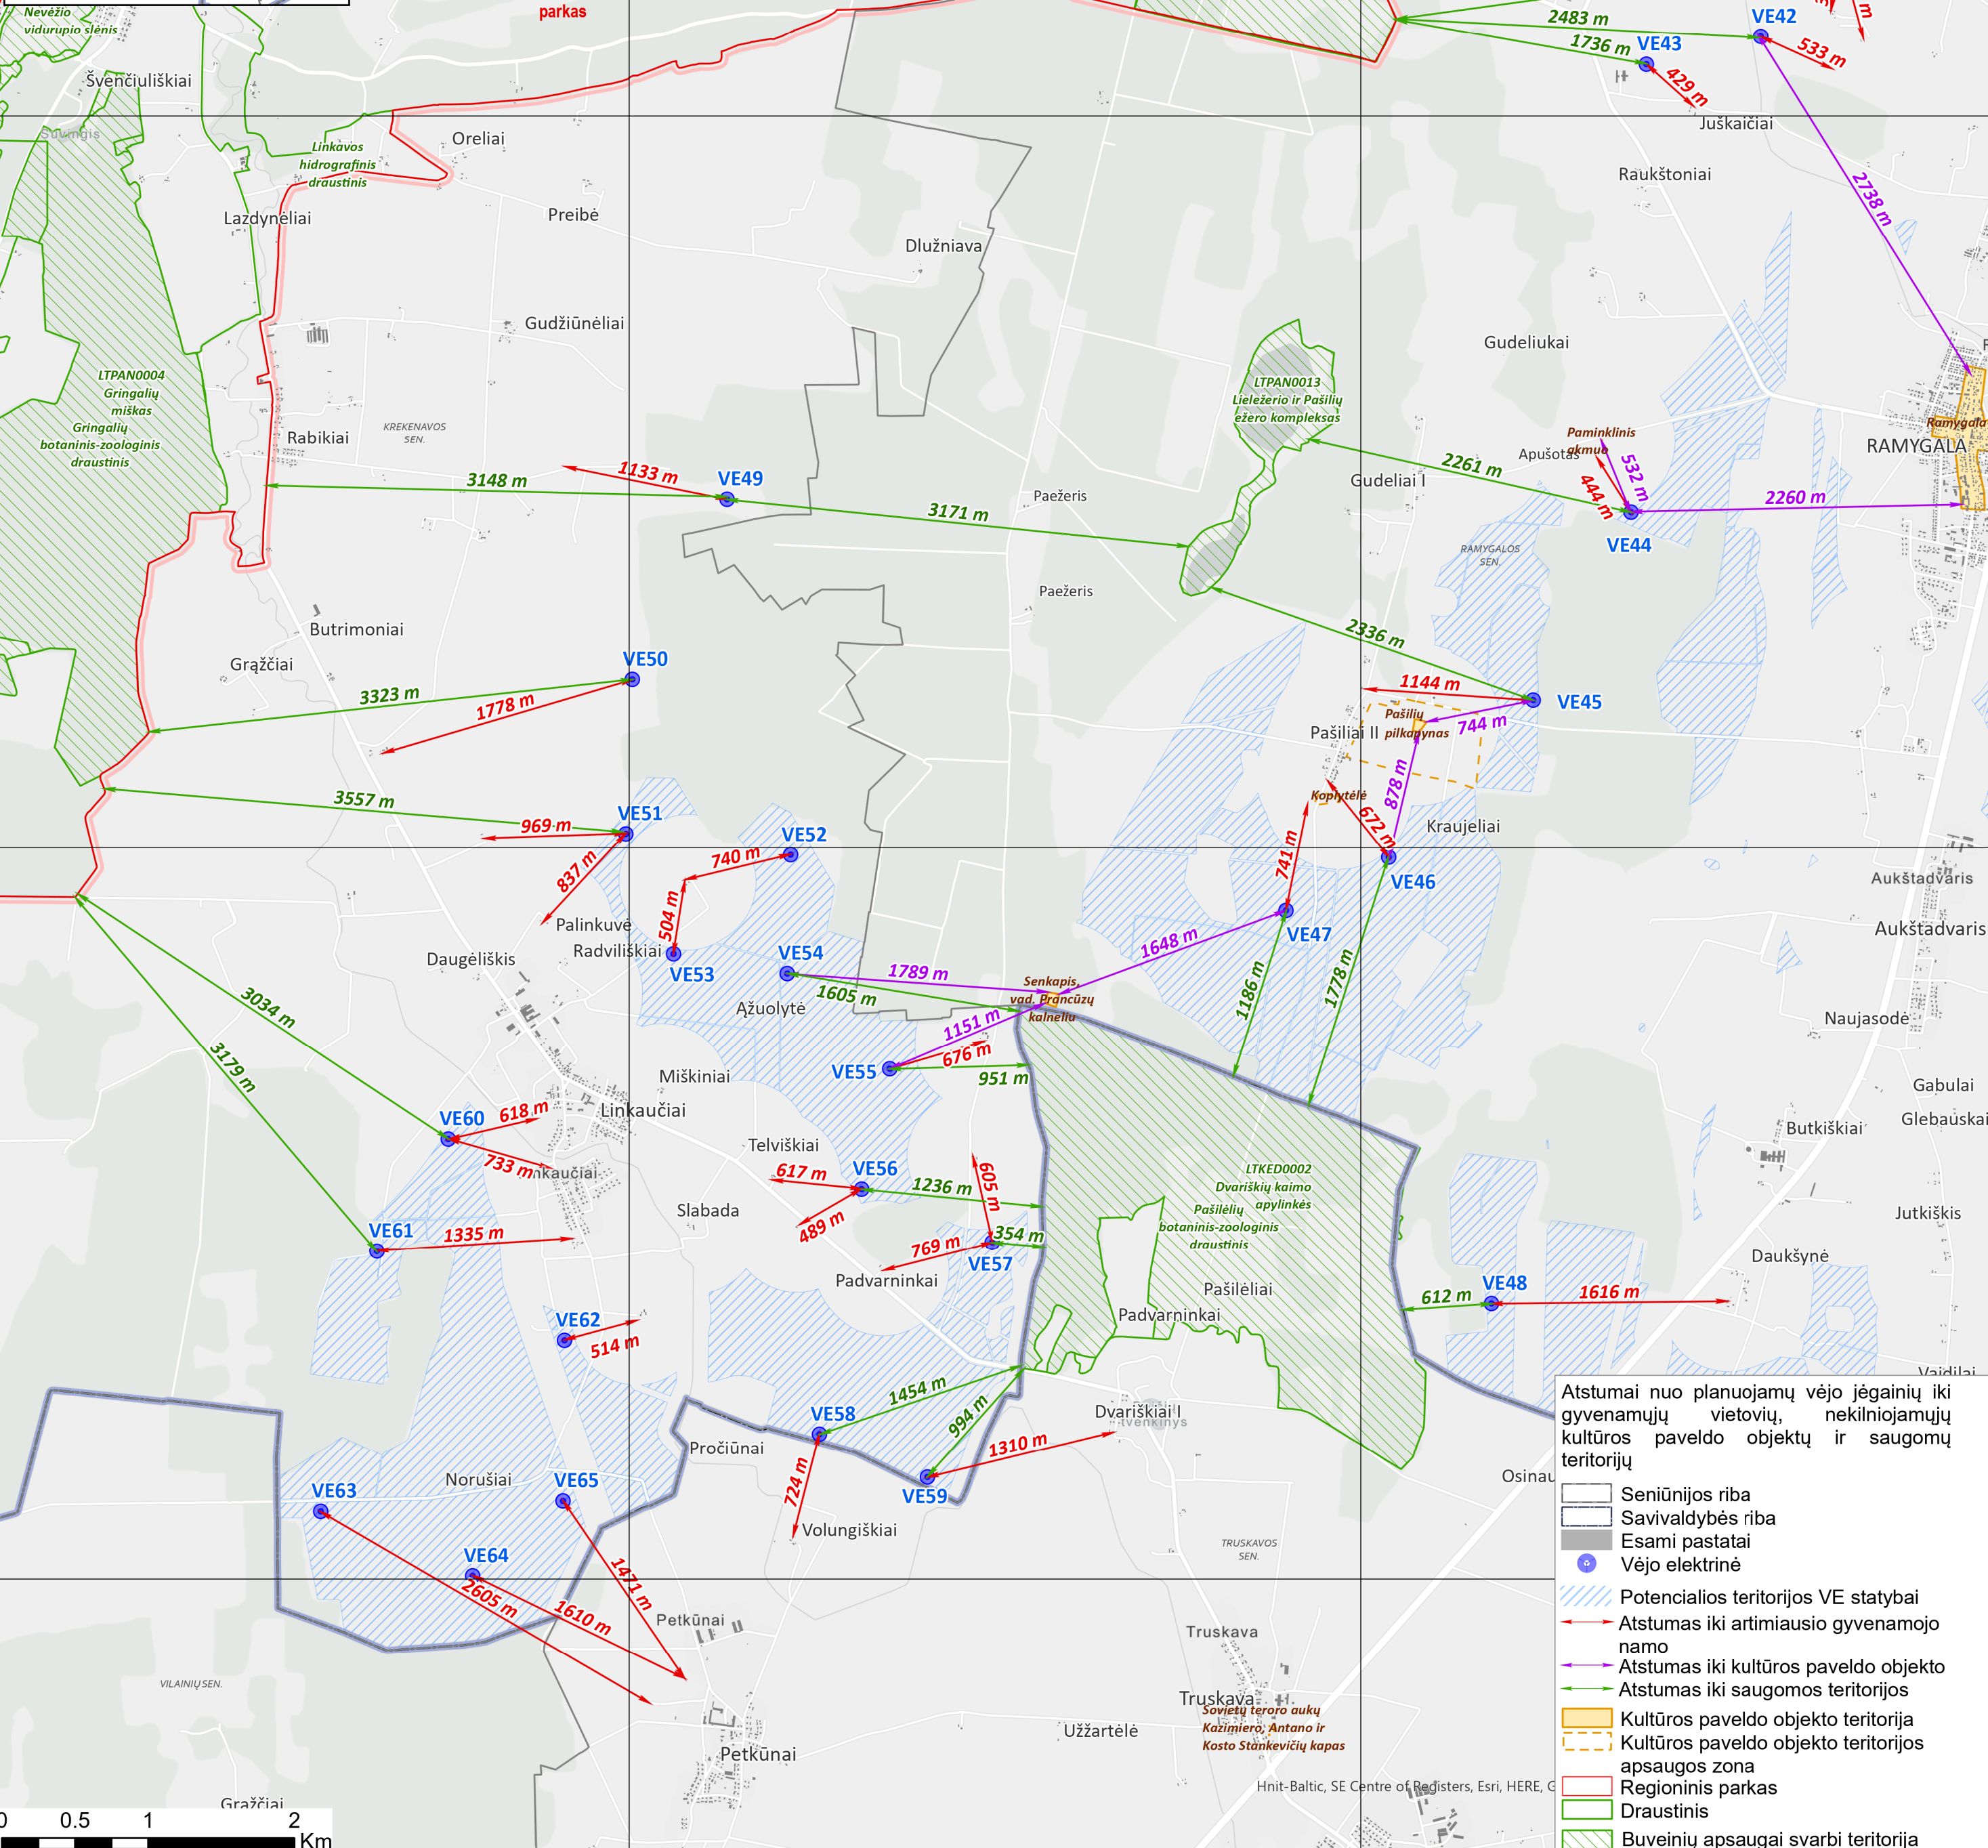 Nevėžio
vidurupio slėnis
parkas
2483 m
VE42
1736 m
VE43
533 m
429 m
Švenčiuliškiai
Suvingis
Oreliai
Juškaičiai
Linkavos
hidrografinis
draustinis
Raukštoniai
Lazdynėliai
Preibė
2738 m
Dlužniava
Gudžiūnėliai
Gudeliukai
LTPAN0004
Gringalių
miškas
Gringalių
botaninis-zoologinis
draustinis
LTPAN0013
Lieležerio ir Pašilių
ežero kompleksas
Ramygala
RAMYGALA
KREKENAVOS
SEN.
Rabikiai
Paminklinis
akmuo
Apušotas
532 m
444 m
2261 m
Gudeliai I
1133 m
VE49
3148 m
3171 m
Paežeris
2260 m
VE44
RAMYGALOS
SEN.
Paežeris
Butrimoniai
Grąžčiai
2336 m
VE50
3323 m
1778 m
1144 m
VE45
Pašilių
pilkapynas
744 m
Pašiliai II
878 m
Koplytėlė
672 m
Kraujeliai
3557 m
VE51
969 m
837 m
VE52
740 m
504 m
741 m
VE46
Aukštadvaris
Palinkuvė
Radviliškiai
VE53
VE54
1789 m
1605 m
1648 m
VE47
Aukštadvaris
Daugėliškis
Senkapis,
vad. Prancūzų
kalneliu
1186 m
1778 m
3034 m
Ąžuolytė
Naujasodė
1151 m
676 m
VE55
951 m
3179 m
Miškiniai
Gabulai
Linkaučiai
VE60
618 m
733 m
Butkiškiai
Telviškiai
617 m
VE56
489 m
1236 m
605 m
LTKED0002
Dvariškių kaimo
apylinkės
Pašilėlių
botaninis-zoologinis
draustinis
Slabada
VE61
1335 m
769 m
354 m
VE57
Jutkiškis
Daukšynė
Padvarninkai
Pašilėliai
VE48
612 m
1616 m
Padvarninkai
VE62
514 m
1454 m
994 m
VE58
Dvariškiai I
Pročiūnai
1310 m
Norušiai
VE63
VE65
VE59
724 m
Volungiškiai
TRUSKAVOS
SEN.
VE64
2605 m
1471 m
1610 m
Petkūnai
Truskava
VILAINIŲ SEN.
Truskava
Sovietų teroro aukų
Kazimiero, Antano ir
Kosto Stankevičių kapas
Užžartėlė
Petkūnai
Hnit-Baltic, SE Centre of Registers, Esri, HERE, G
Gražčiai
0 0.5 1 2
Km
Atstumai nuo planuojamų vėjo jėgainių iki
gyvenamųjų vietovių, nekilnojamųjų
kultūros paveldo objektų ir saugomų
teritorijų
Seniūnijos riba
Savivaldybės riba
Esami pastatai
Vėjo elektrinė
Potencialios teritorijos VE statybai
Atstumas iki artimiausio gyvenamojo
namo
Atstumas iki kultūros paveldo objekto
Atstumas iki saugomos teritorijos
Kultūros paveldo objekto teritorija
Kultūros paveldo objekto teritorijos
apsaugos zona
Regioninis parkas
Draustinis
Buveinių apsaugai svarbi teritorija